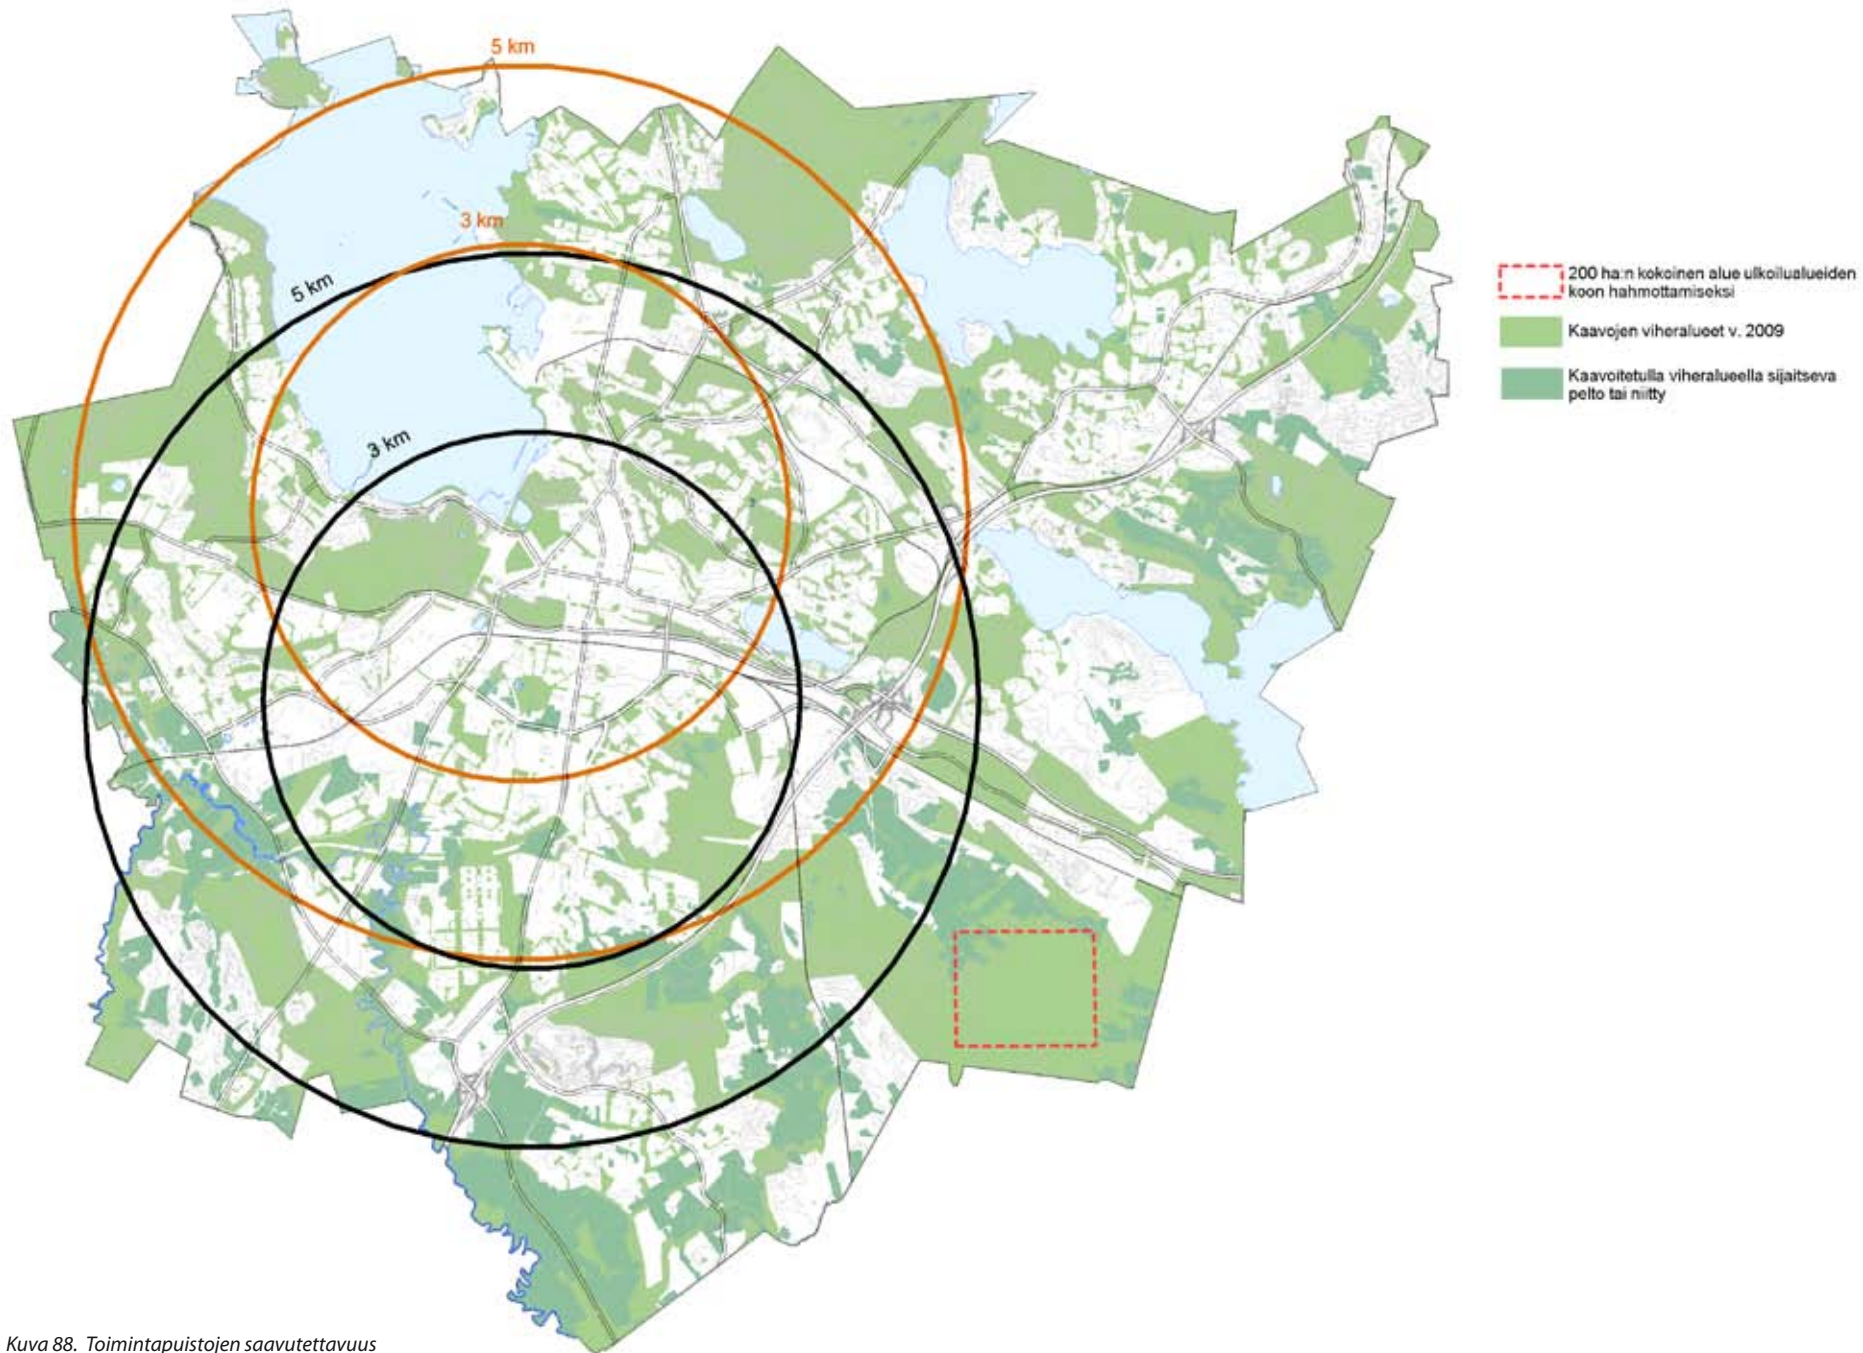 5 km
3 km
5 km
3 km
200 ha:n kokoinen alue ulkoilualueiden
koon hahmottamiseksi
Kaavojen viheralueet v. 2009
Kaavoitetulla viheralueella sijaitseva
pelto tai niitty
Kuva 88. Toimintapuistojen saavutettavuus